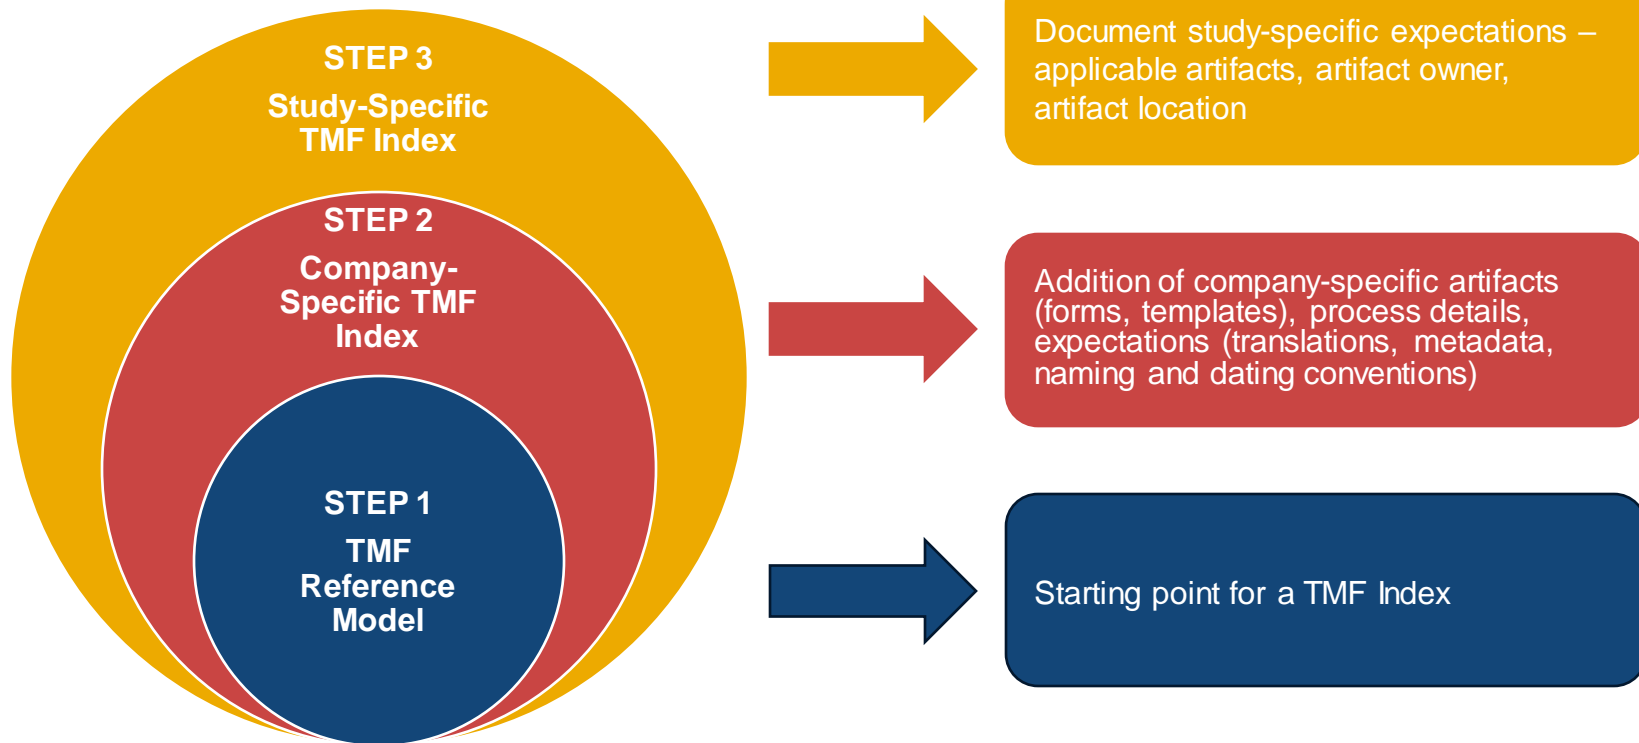 STEP 3
Study-Specific
TMF Index
Document study-specific expectations –
applicable artifacts, artifact owner,
artifact location
STEP 2
Company-
Specific TMF
Index
Addition of company-specific artifacts
(forms, templates), process details,
expectations (translations, metadata,
naming and dating conventions)
STEP 1
TMF
Reference
Model
Starting point for a TMF Index